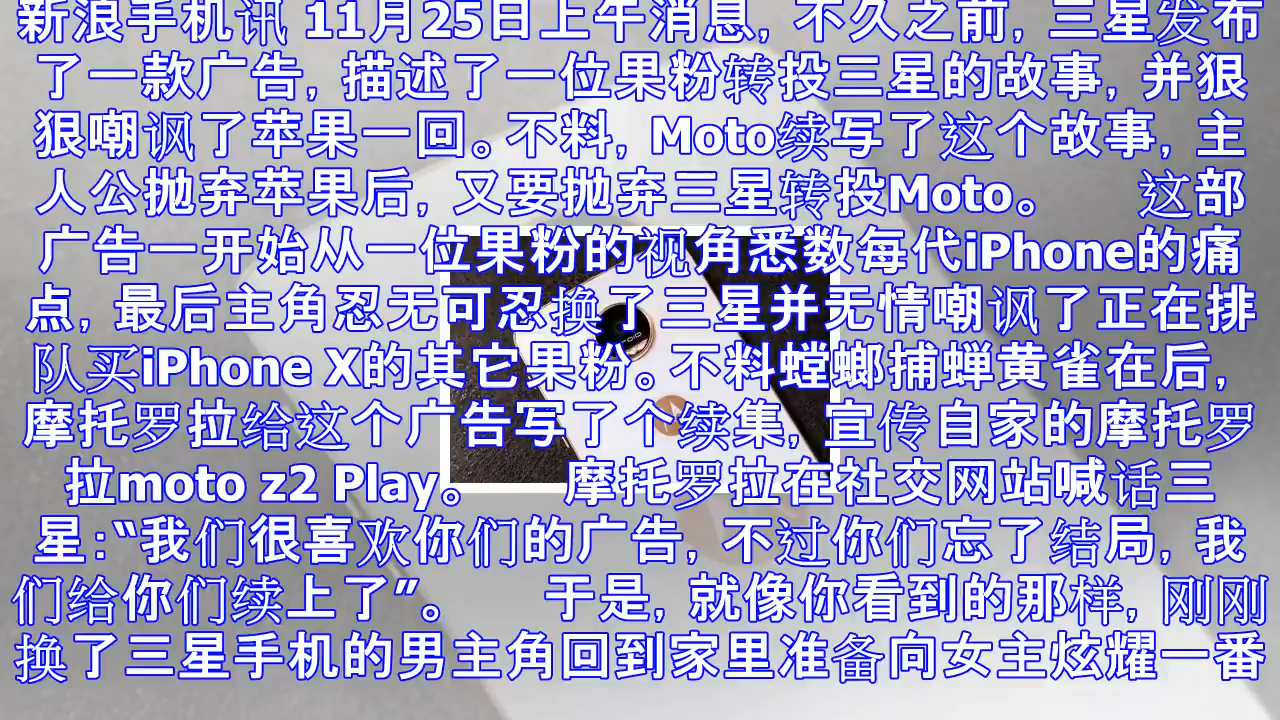 新浪手机讯 11月25日上午消息, 不久之前, 三星发布
了一款广告, 描述了一位果粉转投三星的故事, 并狠
狠嘲讽了苹果一回。不料, Moto续写了这个故事, 主
人公抛弃苹果后, 又要抛弃三星转投Moto。 这部
广告一开始从一位果粉的视角悉数每代iPhone的痛
点, 最后主角忍无可忍换了三星并无情嘲讽了正在排
队买iPhone X的其它果粉。不料螳螂捕蝉黄雀在后,
摩托罗拉给这个广告写了个续集, 宣传自家的摩托罗
拉moto z2 Play。 摩托罗拉在社交网站喊话三
星:“我们很喜欢你们的广告, 不过你们忘了结局, 我
们给你们续上了”。 于是, 就像你看到的那样, 刚刚
换了三星手机的男主角回到家里准备向女主炫耀一番